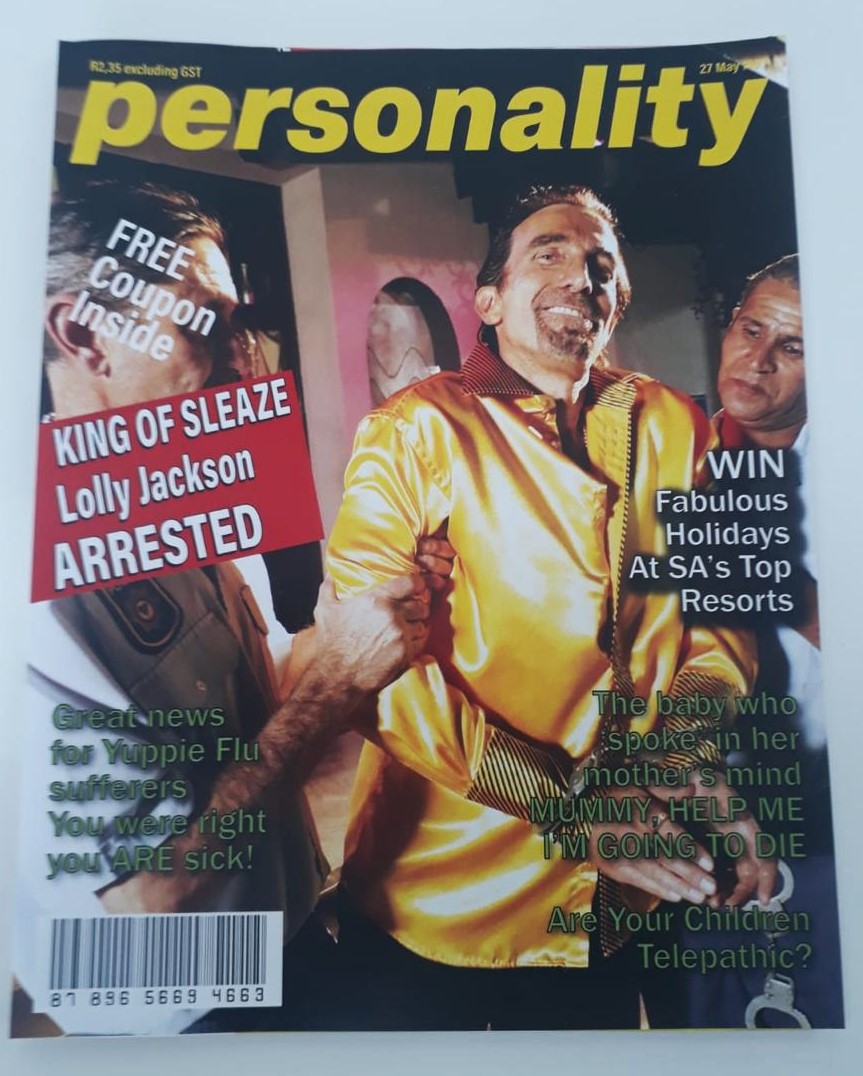 R2,35 excluding GST
27 May
personality
FREE
Coupon
Inside
KING OF SLEAZE
Lolly Jackson
ARRESTED
WIN
Fabulous
Holidays
At SA's Top
Resorts
Great news
for Yuppie Flu
sufferers
You were right
you ARE sick!
The baby who
spoke in her
mother's mind
MUMMY, HELP ME
I'M GOING TO DIE
Are Your Children
Telepathic?
87 896 5669 4663